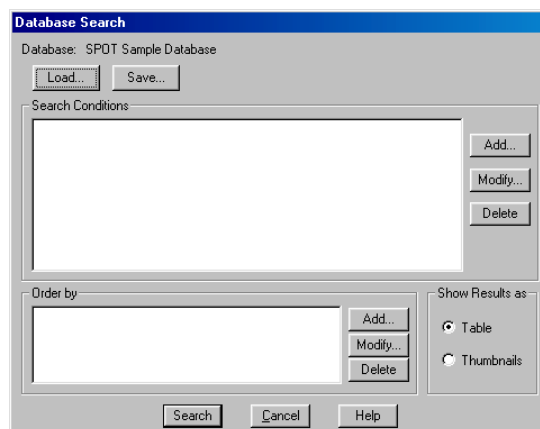 Database Search
Database: SPOT Sample Database
Load... Save...
Search Conditions
Add...
Modify...
Delete
Order by
Add...
Modify...
Delete
Show Results as
Table
Thumbnails
Search Cancel Help